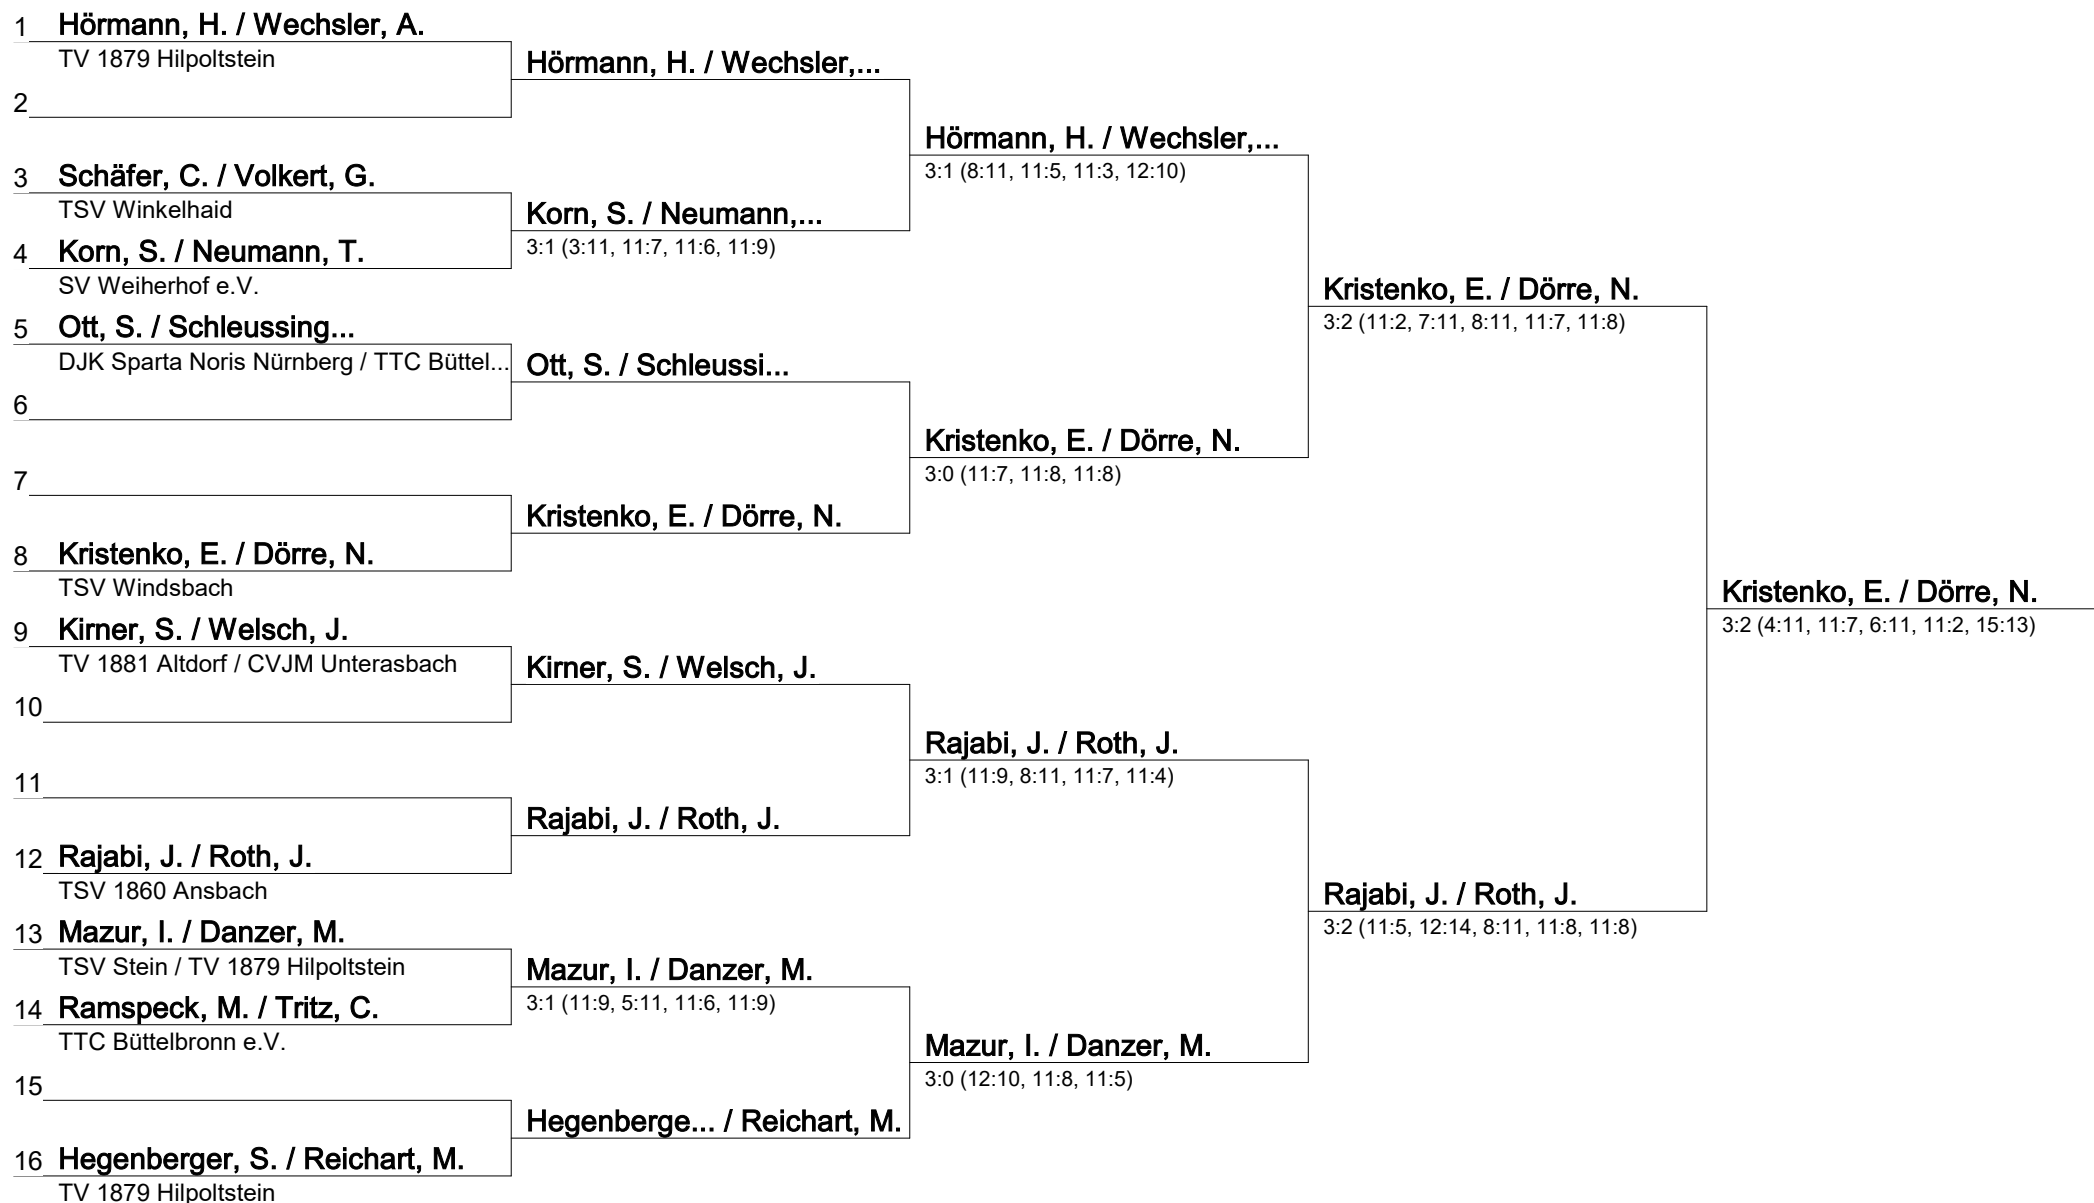 1 Hörmann, H. / Wechsler, A.
TV 1879 Hilpoltstein
2
3 Schäfer, C. / Volkert, G.
TSV Winkelhaid
4 Korn, S. / Neumann, T.
SV Weiherhof e.V.
5 Ott, S. / Schleussing...
DJK Sparta Noris Nürnberg / TTC Büttel...
6
7
8 Kristenko, E. / Dörre, N.
TSV Windsbach
9 Kirner, S. / Welsch, J.
TV 1881 Altdorf / CVJM Unterasbach
10
11
12 Rajabi, J. / Roth, J.
TSV 1860 Ansbach
13 Mazur, I. / Danzer, M.
TSV Stein / TV 1879 Hilpoltstein
14 Ramspeck, M. / Tritz, C.
TTC Büttelbronn e.V.
15
16 Hegenberger, S. / Reichart, M.
TV 1879 Hilpoltstein
Hörmann, H. / Wechsler,...
Korn, S. / Neumann,...
3:1 (3:11, 11:7, 11:6, 11:9)
Ott, S. / Schleussi...
Kristenko, E. / Dörre, N.
Kirner, S. / Welsch, J.
Rajabi, J. / Roth, J.
Mazur, I. / Danzer, M.
3:1 (11:9, 5:11, 11:6, 11:9)
Hegenberge... / Reichart, M.
Hörmann, H. / Wechsler,...
3:1 (8:11, 11:5, 11:3, 12:10)
Kristenko, E. / Dörre, N.
3:0 (11:7, 11:8, 11:8)
Rajabi, J. / Roth, J.
3:1 (11:9, 8:11, 11:7, 11:4)
Mazur, I. / Danzer, M.
3:0 (12:10, 11:8, 11:5)
Kristenko, E. / Dörre, N.
3:2 (11:2, 7:11, 8:11, 11:7, 11:8)
Rajabi, J. / Roth, J.
3:2 (11:5, 12:14, 8:11, 11:8, 11:8)
Kristenko, E. / Dörre, N.
3:2 (4:11, 11:7, 6:11, 11:2, 15:13)